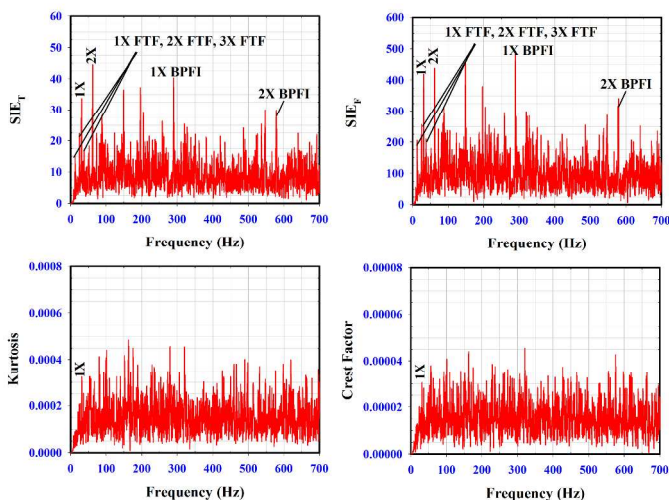 60
50
40
30
20
10
0
SIE_T
1X
2X
1X FTF, 2X FTF, 3X FTF
1X BPFI
2X BPFI
0 100 200 300 400 500 600 700
Frequency (Hz)
600
500
400
300
200
100
0
SIE_F
1X
2X
1X FTF, 2X FTF, 3X FTF
1X BPFI
2X BPFI
0 100 200 300 400 500 600 700
Frequency (Hz)
0.0008
0.0006
0.0004
0.0002
0.0000
Kurtosis
1X
0 100 200 300 400 500 600 700
Frequency (Hz)
0.00008
0.00006
0.00004
0.00002
0.00000
Crest Factor
1X
0 100 200 300 400 500 600 700
Frequency (Hz)